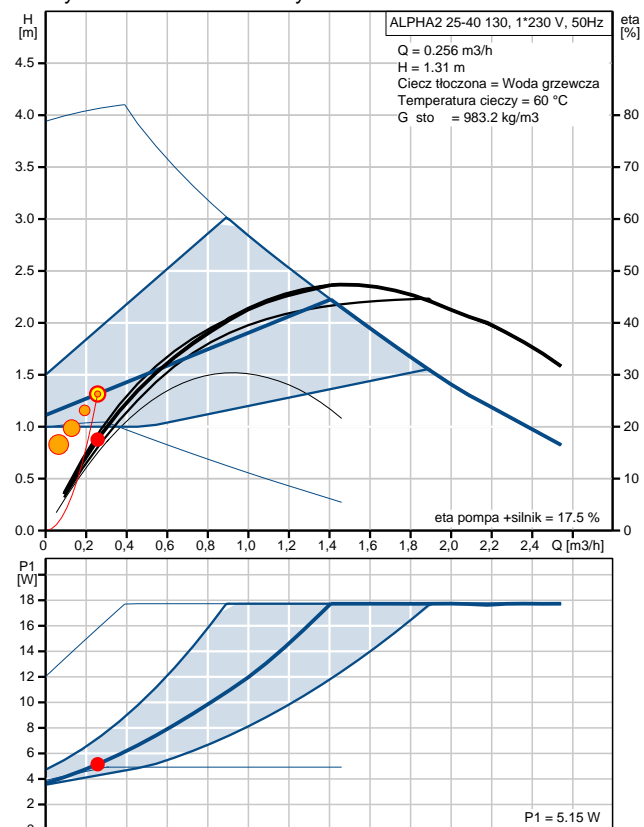 H
[m]
ALPHA2 25-40 130, 1*230 V, 50Hz
eta
[%]
Q = 0.256 m3/h
H = 1.31 m
Ciecz tłoczona = Woda grzewcza
Temperatura cieczy = 60 °C
G sto = 983.2 kg/m3
4.5
4.0 80
3.5 70
3.0 60
2.5 50
2.0 40
1.5 30
1.0 20
0.5 10
eta pompa +silnik = 17.5 %
0.0 0
0 0,2 0,4 0,6 0,8 1,0 1,2 1,4 1,6 1,8 2,0 2,2 2,4 Q [m3/h]
P1
[W]
18
16
14
12
10
8
6
4
2
P1 = 5.15 W
0